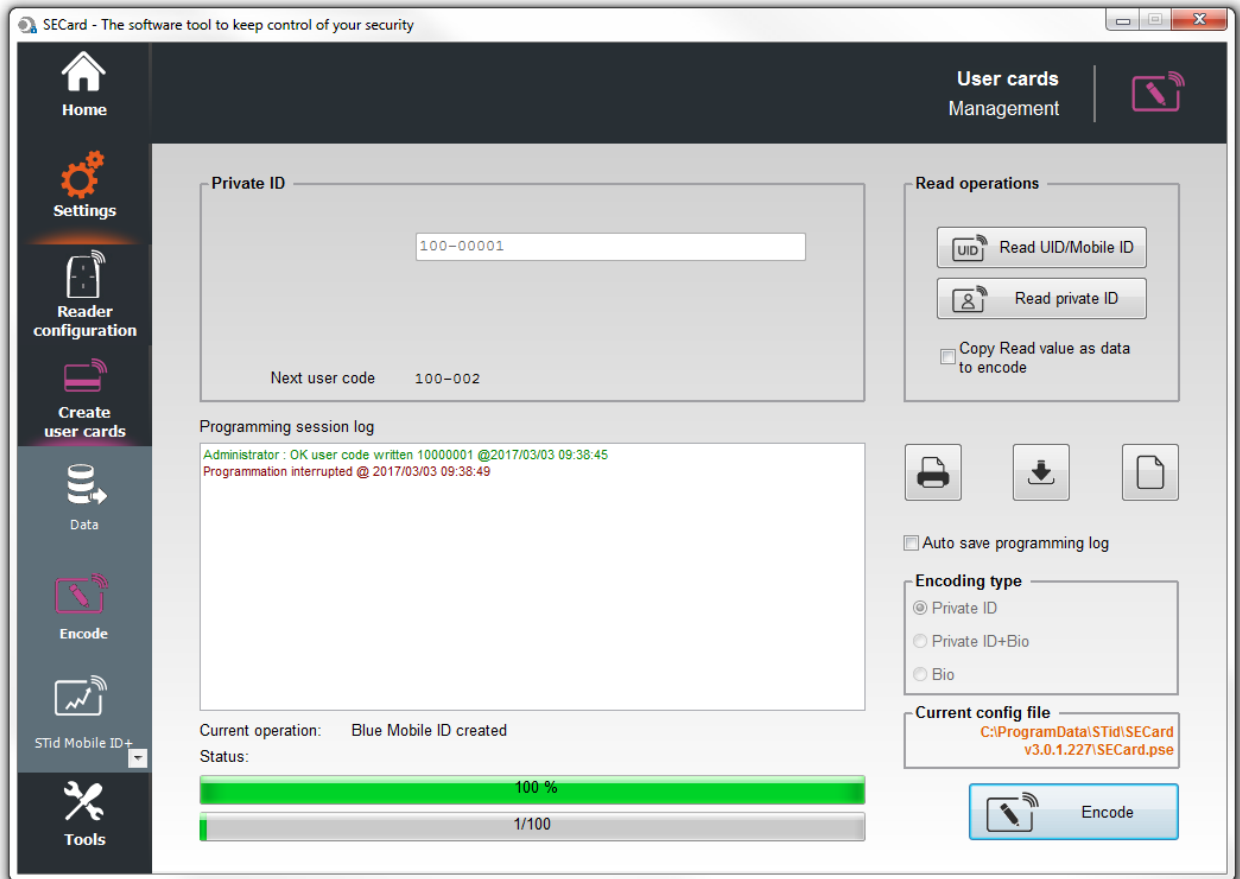 SECard - The software tool to keep control of your security
Home
User cards
Management
Settings
Reader
configuration
Create
user cards
Data
Encode
STid Mobile ID+
Tools
Private ID
100-00001
Next user code 100-002
Read operations
UID Read UID/Mobile ID
Read private ID
Copy Read value as data
to encode
Programming session log
Administrator : OK user code written 10000001 @2017/03/03 09:38:45
Programmation interrupted @ 2017/03/03 09:38:49
Auto save programming log
Encoding type
Private ID
Private ID+Bio
Bio
Current operation: Blue Mobile ID created
Status:
100 %
1/100
Current config file
C:\ProgramData\STid\SECard
v3.0.1.227\SECard.pse
Encode